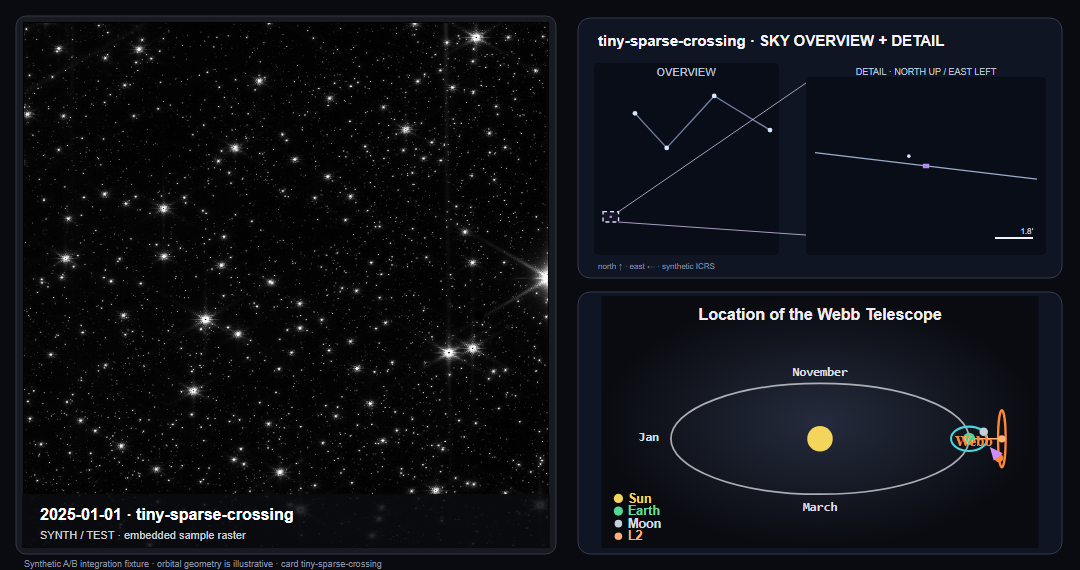 tiny-sparse-crossing · SKY OVERVIEW + DETAIL
OVERVIEW
DETAIL · NORTH UP / EAST LEFT
1.8'
north ↑ · east ← · synthetic ICRS
Location of the Webb Telescope
November
Jan
Webb
March
Sun
Earth
Moon
L2
2025-01-01 · tiny-sparse-crossing
SYNTH / TEST · embedded sample raster
Synthetic A/B integration fixture · orbital geometry is illustrative · card tiny-sparse-crossing